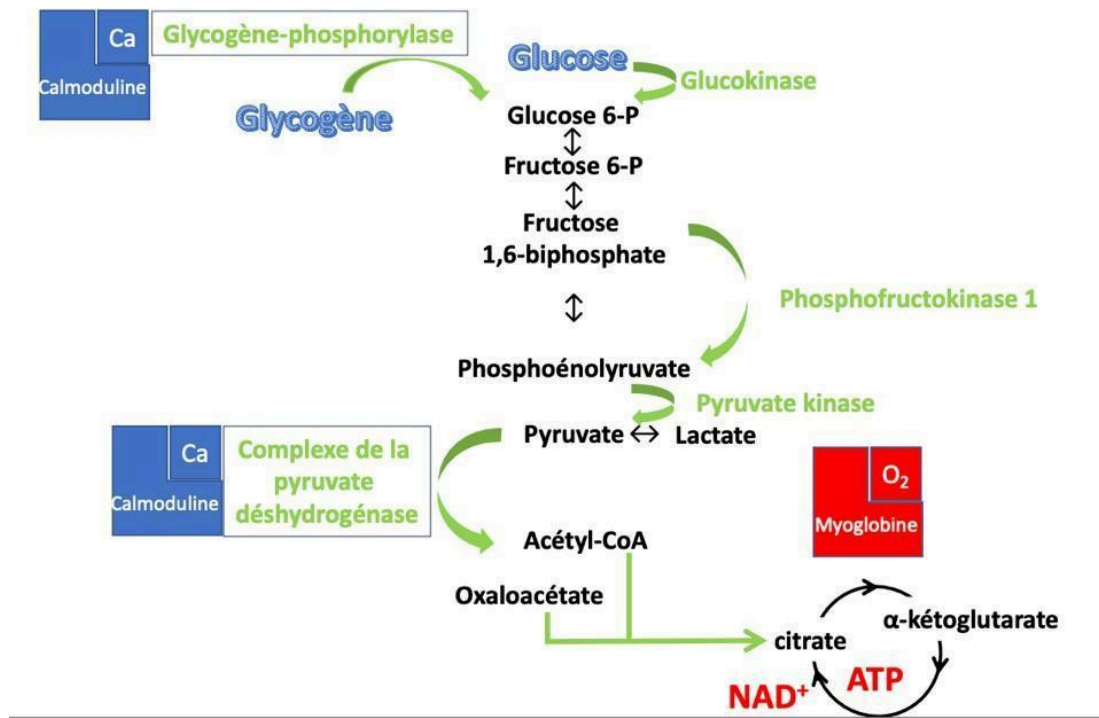 Ca
Calmoduline
Glycogène-phosphorylase
Glycogène
Glucose
Glucokinase
Glucose 6-P
Fructose 6-P
Fructose
1,6-biphosphate
Phosphofructokinase 1
Phosphoénolyruvate
Pyruvate kinase
Pyruvate ↔ Lactate
Ca
Calmoduline
Complexe de la
pyruvate
déshydrogénase
O₂
Myoglobine
Acétyl-CoA
Oxaloacétate
citrate
α-kétoglutarate
NAD⁺
ATP